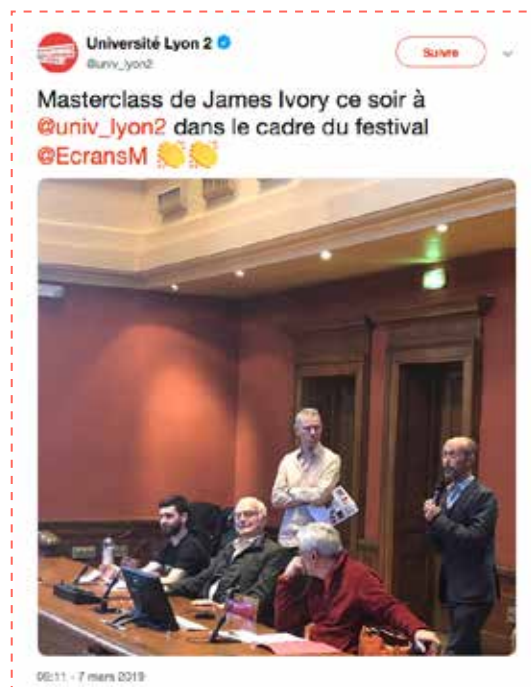 Université Lyon 2
@univ_lyon2
Suivre
Masterclass de James Ivory ce soir à
@univ_lyon2 dans le cadre du festival
@EcransM 👏👏
06:11 - 7 mars 2019